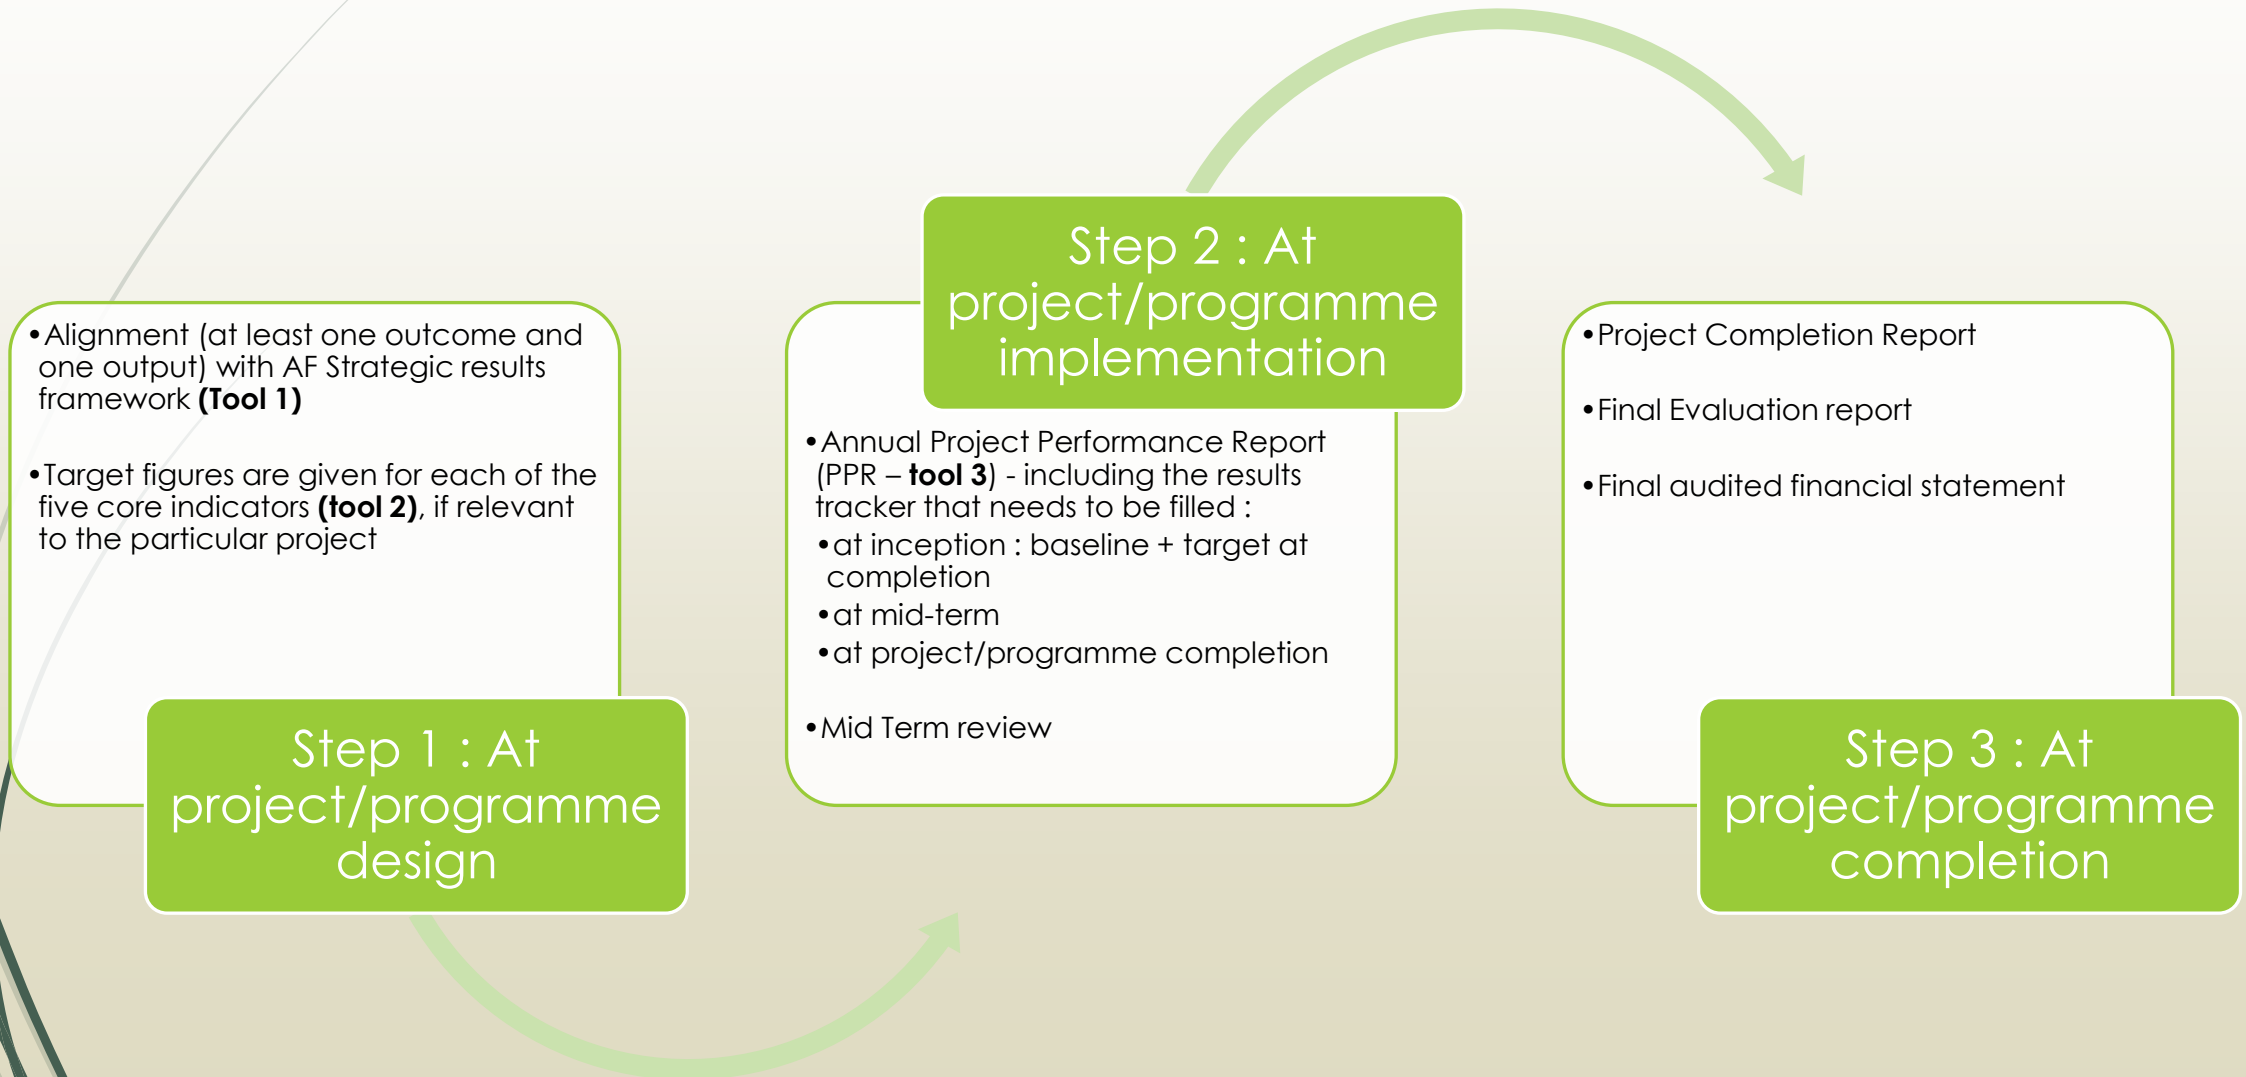 •Alignment (at least one outcome and
one output) with AF Strategic results
framework (Tool 1)
•Target figures are given for each of the
five core indicators (tool 2), if relevant
to the particular project
Step 1 : At
project/programme
design
Step 2 : At
project/programme
implementation
•Annual Project Performance Report
(PPR – tool 3) - including the results
tracker that needs to be filled :
•at inception : baseline + target at
completion
•at mid-term
•at project/programme completion
•Mid Term review
•Project Completion Report
•Final Evaluation report
•Final audited financial statement
Step 3 : At
project/programme
completion